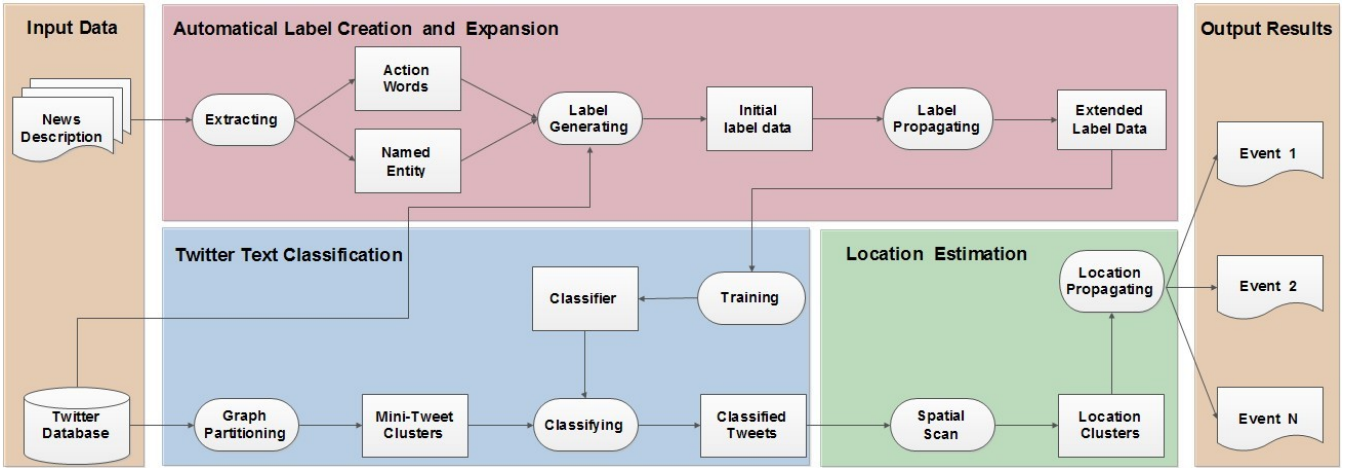 Input Data
News
Description
Twitter
Database
Automatical Label Creation and Expansion
Extracting
Action
Words
Named
Entity
Label
Generating
Initial
label data
Label
Propagating
Extended
Label Data
Twitter Text Classification
Classifier
Training
Graph
Partitioning
Mini-Tweet
Clusters
Classifying
Classified
Tweets
Location Estimation
Location
Propagating
Spatial
Scan
Location
Clusters
Output Results
Event 1
Event 2
Event N